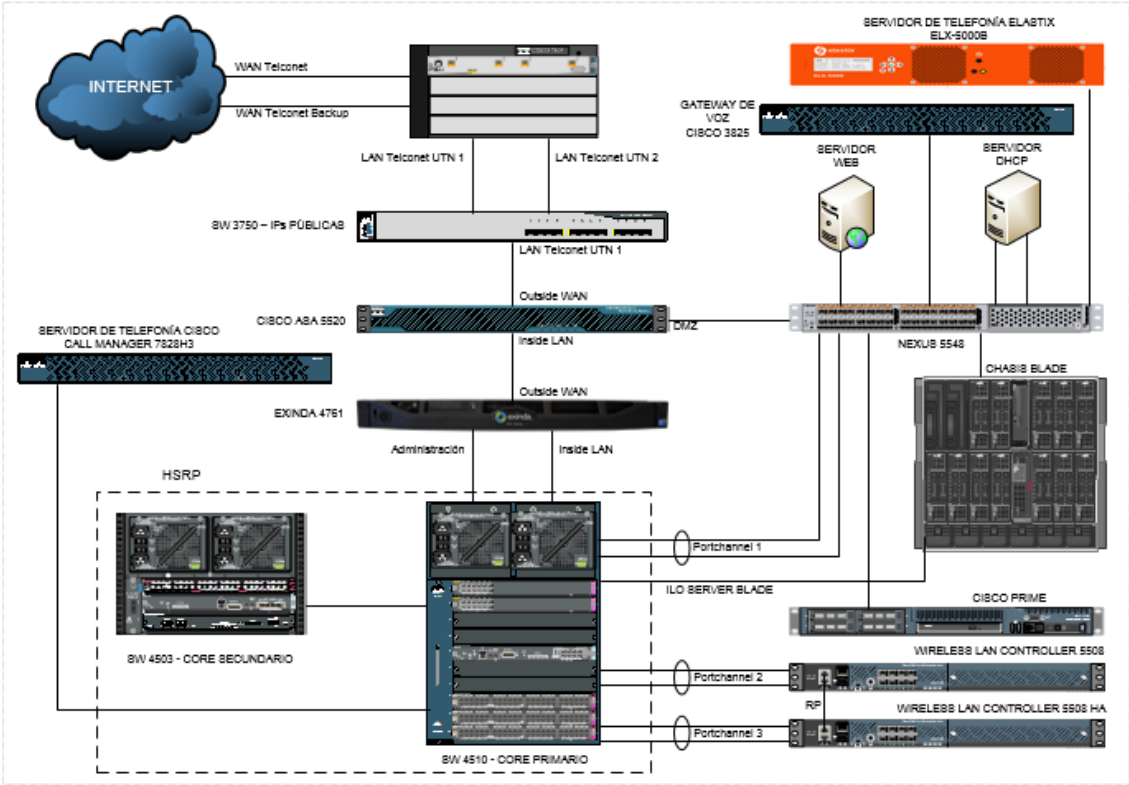 SERVIDOR DE TELEFONÍA ELASTIX
ELX-5000B
INTERNET
WAN Telconet
WAN Telconet Backup
GATEWAY DE
VOZ
CISCO 3825
LAN Telconet UTN 1
LAN Telconet UTN 2
SERVIDOR
WEB
SERVIDOR
DHCP
SW 3750 – IPs PÚBLICAS
LAN Telconet UTN 1
Outside WAN
CISCO ASA 5520
DMZ
Inside LAN
NEXUS 5548
SERVIDOR DE TELEFONÍA CISCO
CALL MANAGER 7828H3
CHASIS BLADE
Outside WAN
EXINDA 4761
exinda
Administración
Inside LAN
HSRP
Portchannel 1
ILO SERVER BLADE
CISCO PRIME
SW 4503 - CORE SECUNDARIO
WIRELESS LAN CONTROLLER 5508
Portchannel 2
RP
WIRELESS LAN CONTROLLER 5508 HA
Portchannel 3
SW 4510 - CORE PRIMARIO